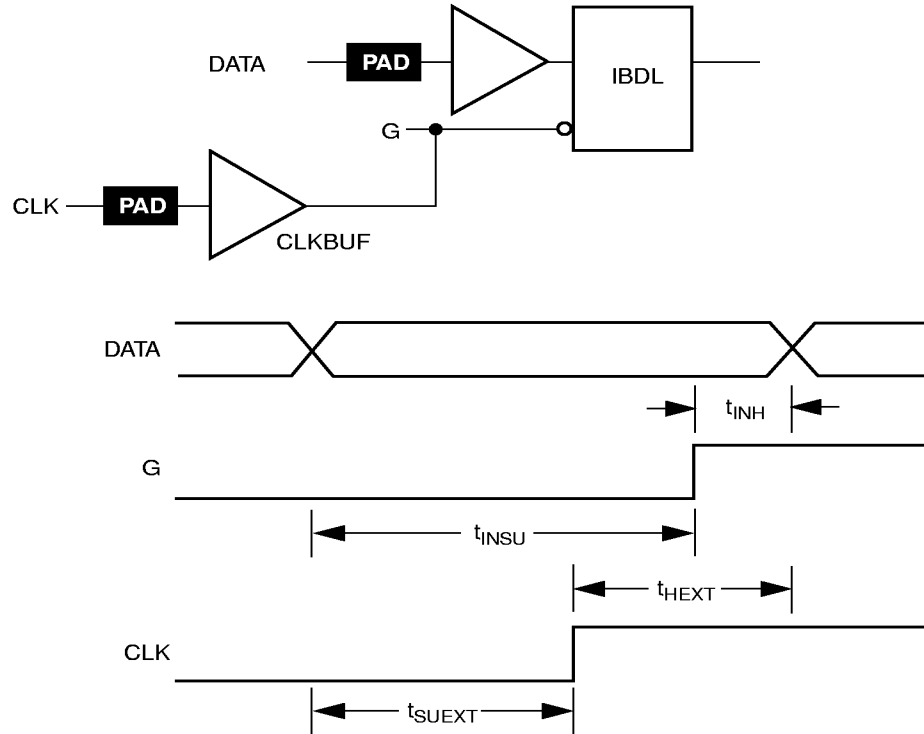 DATA
PAD
IBDL
G
CLK
PAD
CLKBUF
DATA
tINH
G
tINSU
tHEXT
CLK
tSUEXT